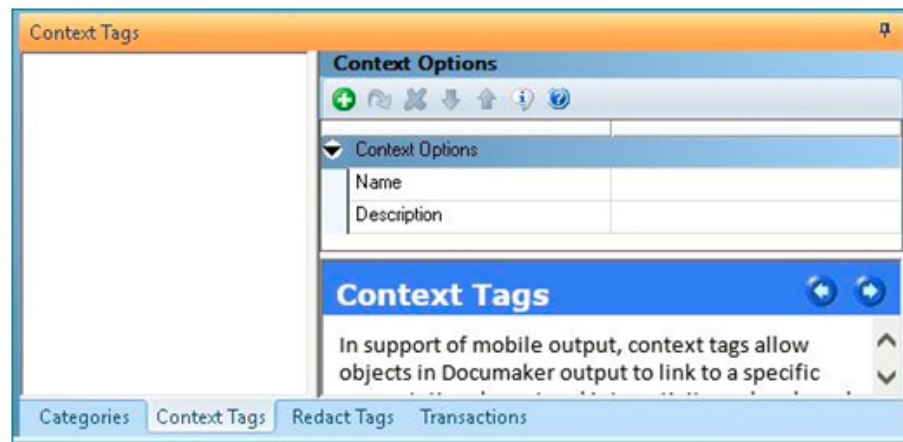 Context Tags
Context Options
Context Options
Name
Description
Context Tags
In support of mobile output, context tags allow
objects in Documaker output to link to a specific
Categories Context Tags Redact Tags Transactions